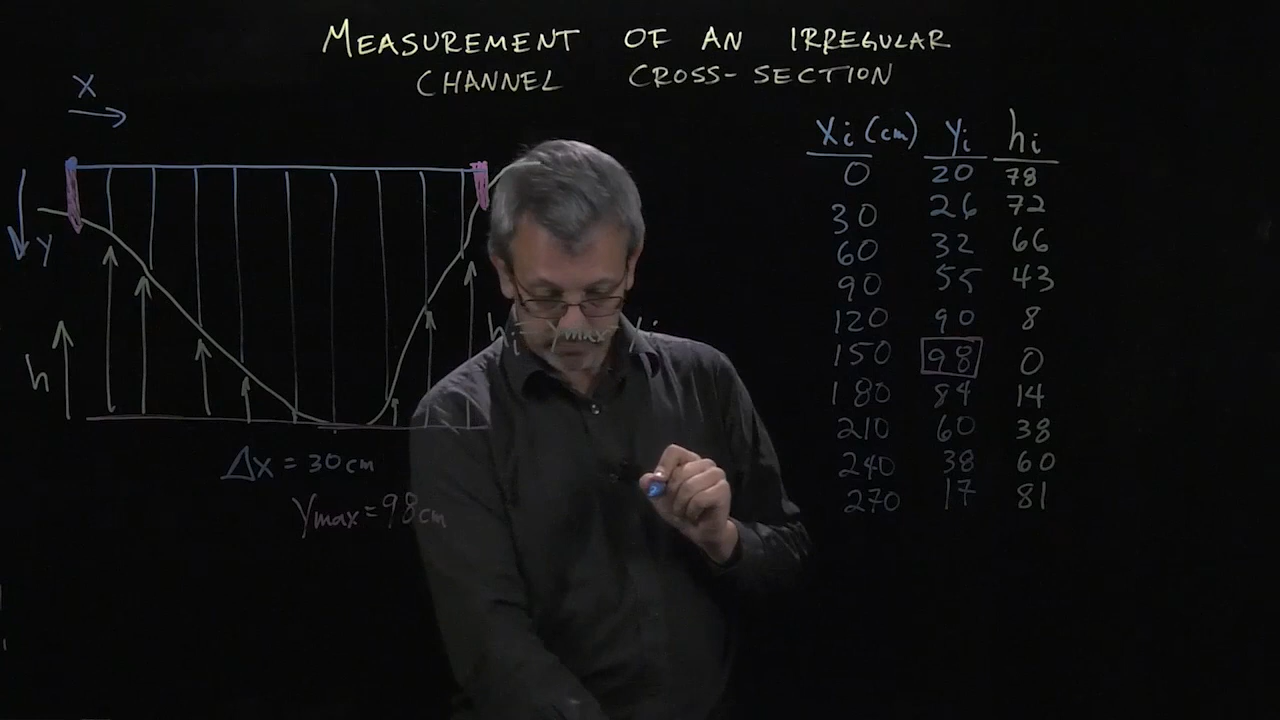 MEASUREMENT OF AN IRREGULAR
CHANNEL CROSS-SECTION
X
Y
h
Δx = 30cm
Ymax = 98cm
hi = Ymax
Xi (cm) Yi hi
0 20 78
30 26 72
60 32 66
90 55 43
120 90 8
150 98 0
180 84 14
210 60 38
240 38 60
270 17 81